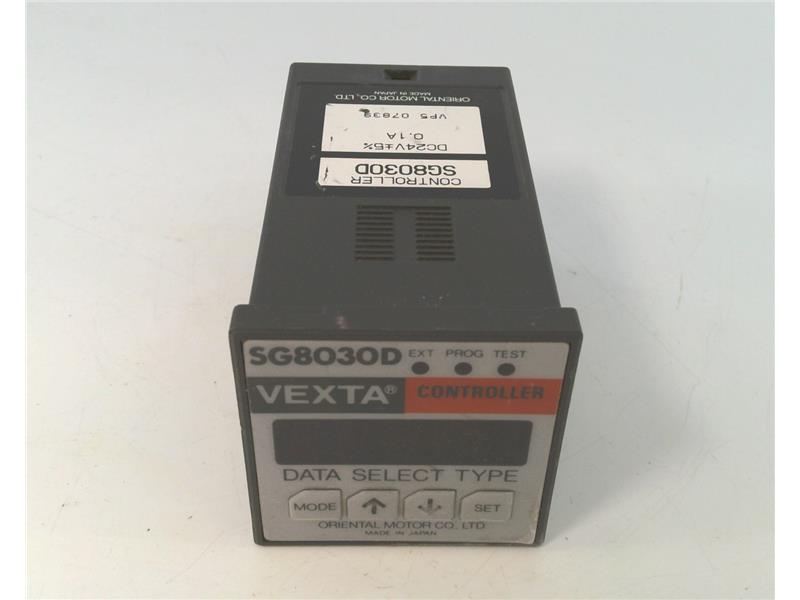 CONTROLLER
SG8030D
DC24V±5%
0.1A
VP5 07839
ORIENTAL MOTOR CO., LTD.
MADE IN JAPAN
SG8030D EXT PROG TEST
VEXTA® CONTROLLER
DATA SELECT TYPE
MODE SET
ORIENTAL MOTOR CO., LTD.
MADE IN JAPAN